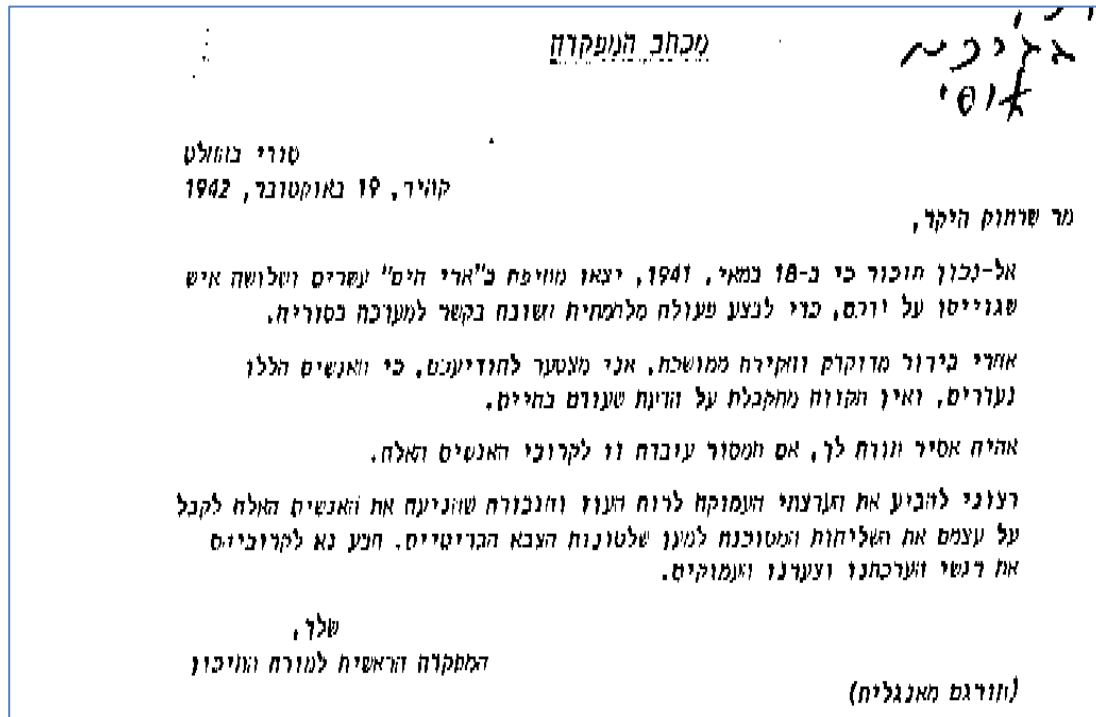 מכתב המפקדה
טורי במוחלט
קהיר, 19 באוקטובר, 1942
מר שרתוק היקר,
אל-נכון תזכור כי ב-18 במאי, 1941, יצאו מחיפה ב"ארי הים" עשרים ושלושה איש
שגוייסו על ידכם, כדי לבצע פעולה מלחמתית חשובה בקשר למערכה בסוריה.
אחרי בירור מדוקדק וחקירה ממושכת, אני מצטער להודיעכם, כי האנשים הללו
נעדרים, ואין תקווה מתקבלת על הדעת שעודם בחיים.
אהיה אסיר תודה לך, אם תמסור עובדה זו לקרובי האנשים האלה.
רצוני להביע את הערצתי העמוקה לרוח העוז והגבורה שהניעה את האנשים האלה לקבל
על עצמם את השליחות המסוכנת למען שלטונות הצבא הבריטיים. הבע נא לקרוביהם
את רגשי הערכתנו וצערנו העמוקים.
שלך,
המפקדה הראשית למזרח התיכון
(תורגם מאנגלית)